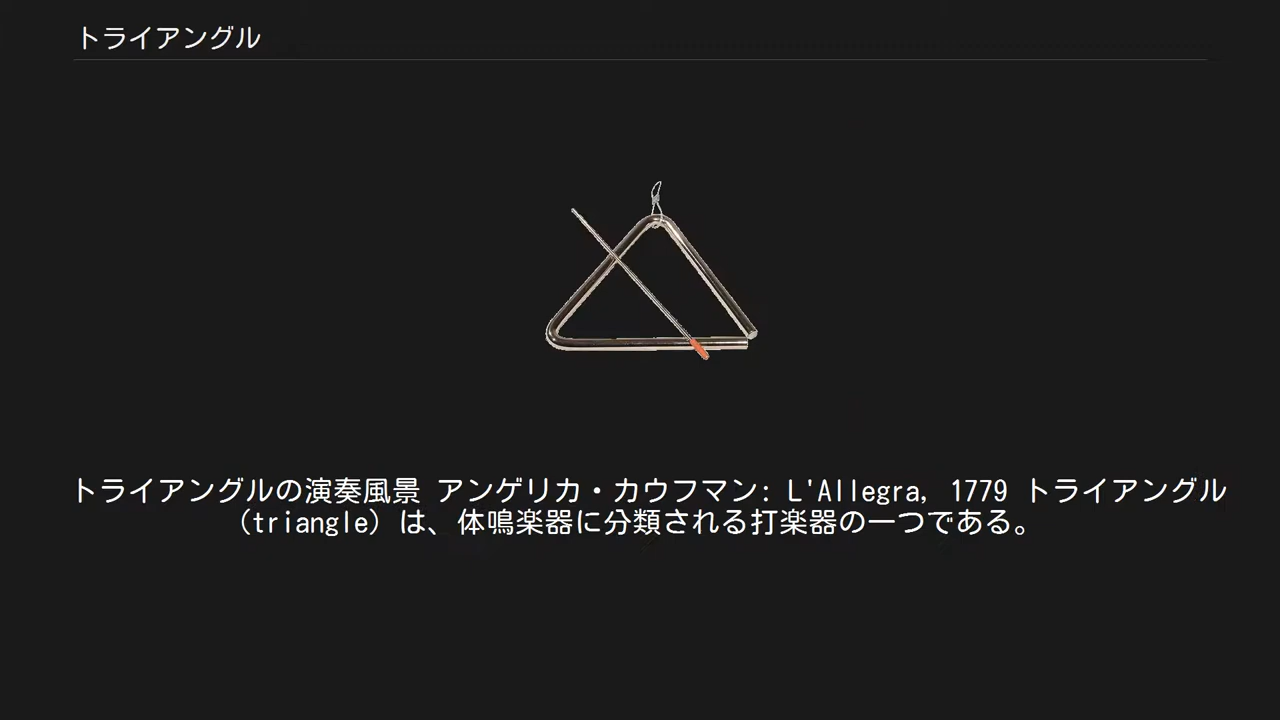 トライアングル
トライアングルの演奏風景 アンゲリカ・カウフマン: L'Allegra, 1779 トライアングル
(triangle) は、体鳴楽器に分類される打楽器の一つである。